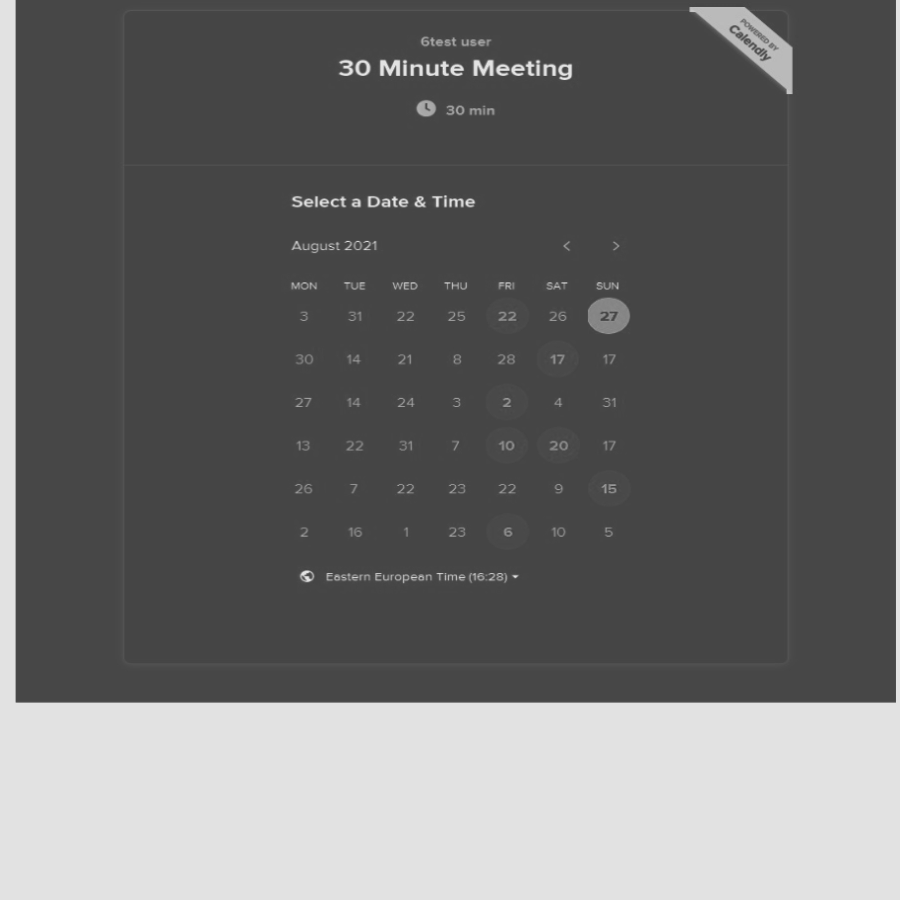 POWERED BY
Calendly
6test user
30 Minute Meeting
30 min
Select a Date & Time
August 2021 < >
MON TUE WED THU FRI SAT SUN
3 31 22 25 22 26 27
30 14 21 8 28 17 17
27 14 24 3 2 4 31
13 22 31 7 10 20 17
26 7 22 23 22 9 15
2 16 1 23 6 10 5
Eastern European Time (16:28)